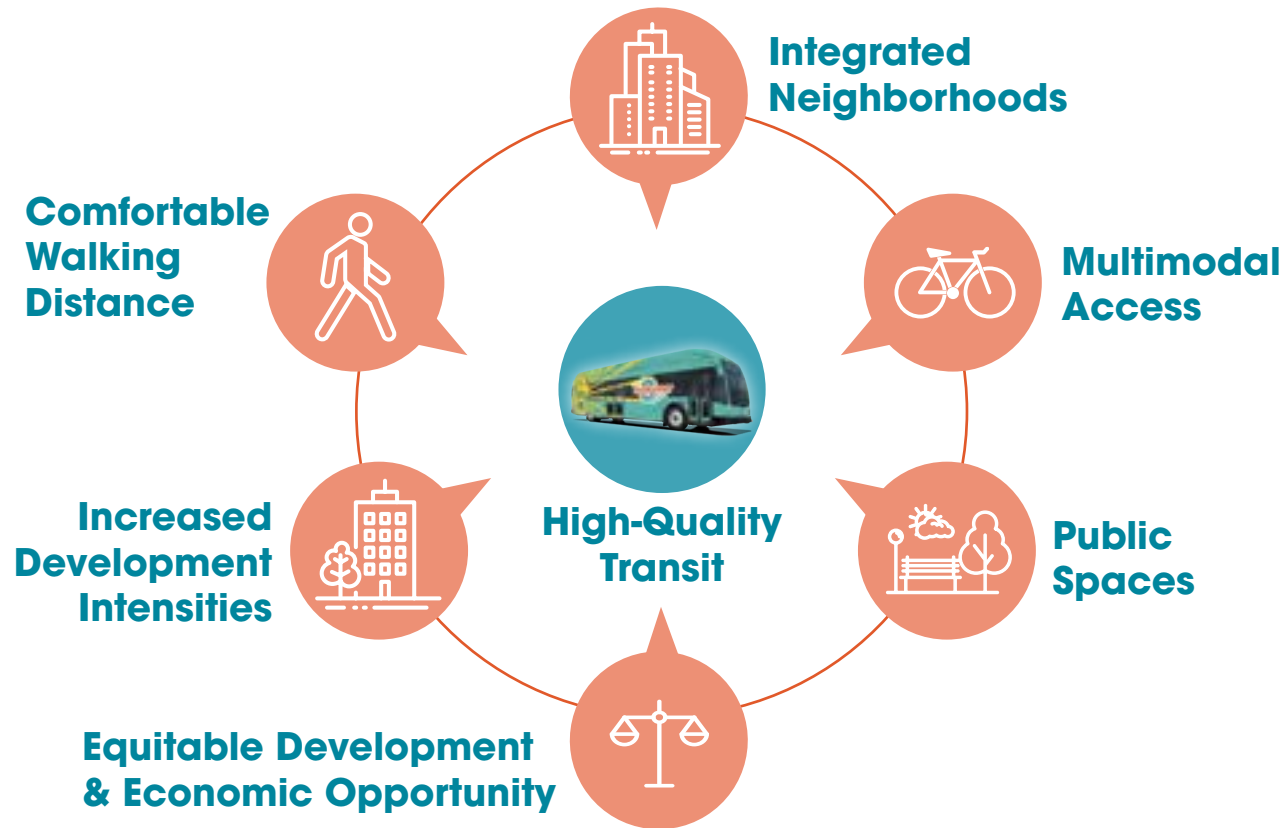 Integrated
Neighborhoods
Comfortable
Walking
Distance
Multimodal
Access
High-Quality
Transit
Increased
Development
Intensities
Public
Spaces
Equitable Development
& Economic Opportunity